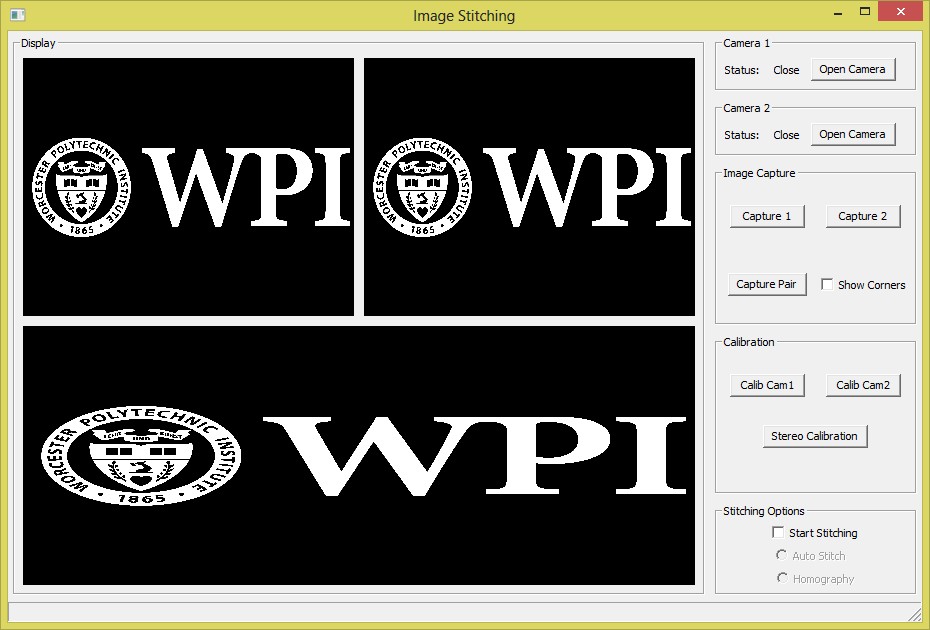 Image Stitching
Display
WORCESTER POLYTECHNIC INSTITUTE
1865
WPI
WORCESTER POLYTECHNIC INSTITUTE
1865
WPI
WORCESTER POLYTECHNIC INSTITUTE
1865
WPI
Camera 1
Status: Close Open Camera
Camera 2
Status: Close Open Camera
Image Capture
Capture 1 Capture 2
Capture Pair Show Corners
Calibration
Calib Cam1 Calib Cam2
Stereo Calibration
Stitching Options
Start Stitching
Auto Stitch
Homography